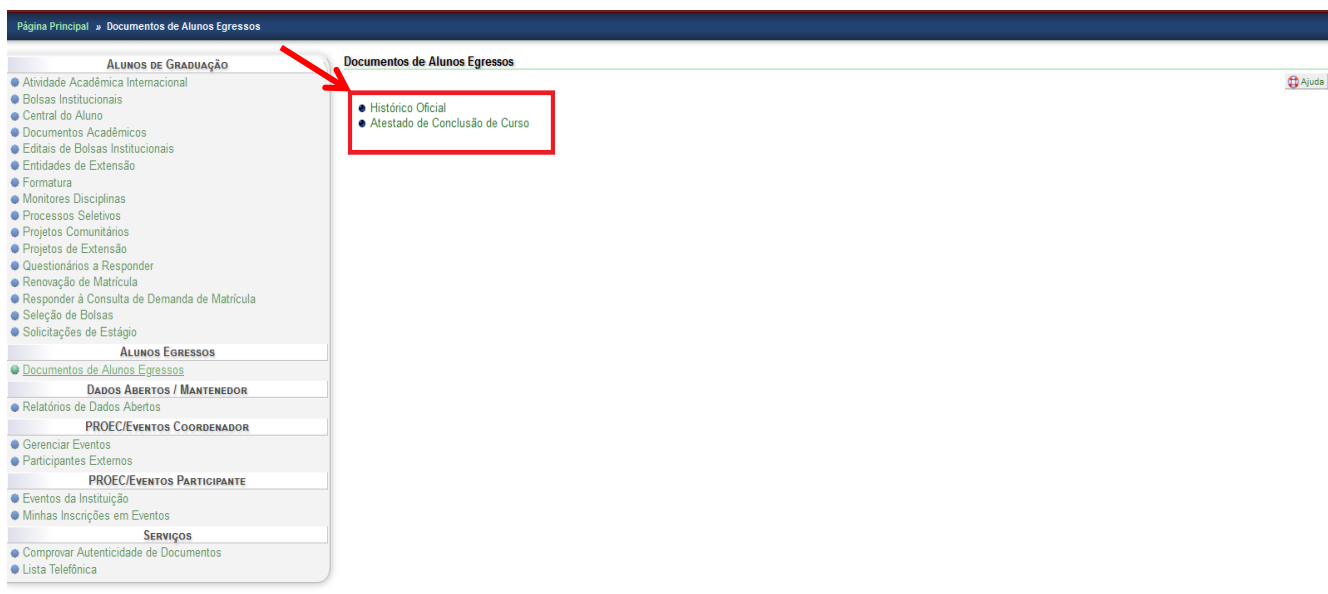 Página Principal » Documentos de Alunos Egressos
ALUNOS DE GRADUAÇÃO
Atividade Acadêmica Internacional
Bolsas Institucionais
Central do Aluno
Documentos Acadêmicos
Editais de Bolsas Institucionais
Entidades de Extensão
Formatura
Monitores Disciplinas
Processos Seletivos
Projetos Comunitários
Projetos de Extensão
Questionários a Responder
Renovação de Matrícula
Responder à Consulta de Demanda de Matrícula
Seleção de Bolsas
Solicitações de Estágio
ALUNOS EGRESSOS
Documentos de Alunos Egressos
DADOS ABERTOS / MANTENEDOR
Relatórios de Dados Abertos
PROEC/EVENTOS COORDENADOR
Gerenciar Eventos
Participantes Externos
PROEC/EVENTOS PARTICIPANTE
Eventos da Instituição
Minhas Inscrições em Eventos
SERVIÇOS
Comprovar Autenticidade de Documentos
Lista Telefônica
Documentos de Alunos Egressos
Ajuda
Histórico Oficial
Atestado de Conclusão de Curso